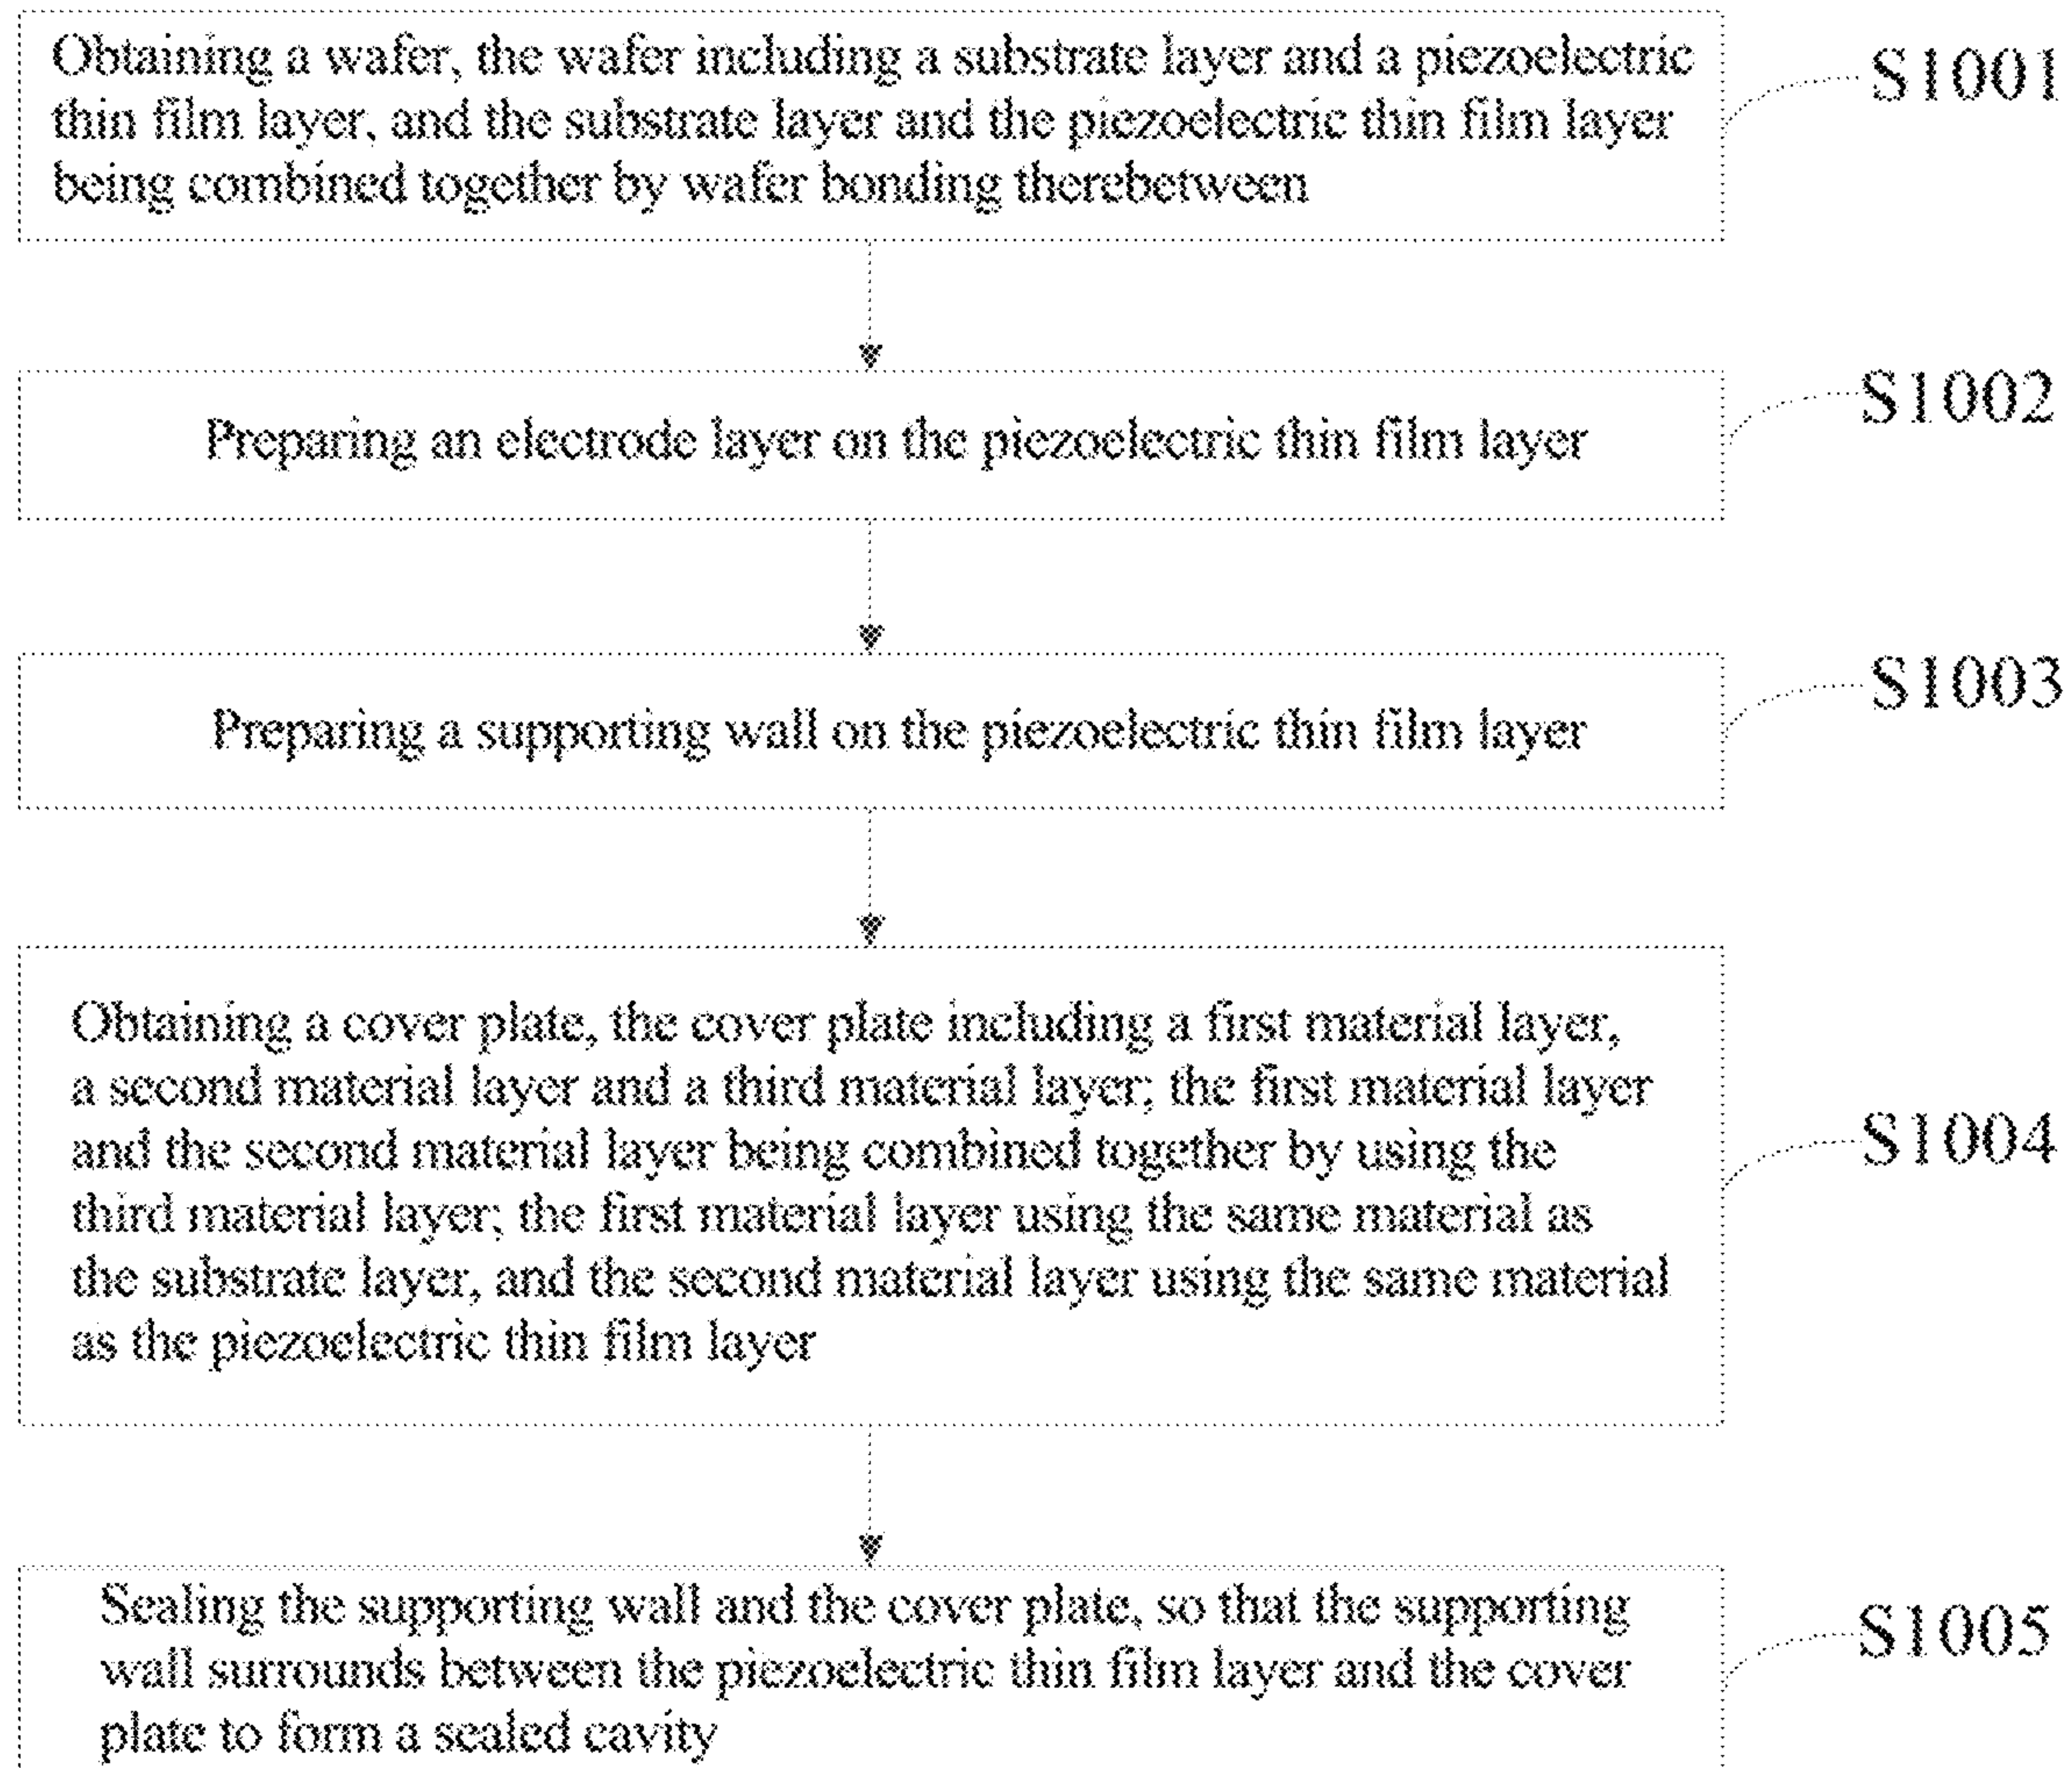 Obtaining a wafer, the wafer including a substrate layer and a piezoelectric
thin film layer, and the substrate layer and the piezoelectric thin film layer
being combined together by wafer bonding therebetween
S1001
Preparing an electrode layer on the piezoelectric thin film layer
S1002
Preparing a supporting wall on the piezoelectric thin film layer
S1003
Obtaining a cover plate, the cover plate including a first material layer,
a second material layer and a third material layer; the first material layer
and the second material layer being combined together by using the
third material layer; the first material layer using the same material as
the substrate layer, and the second material layer using the same material
as the piezoelectric thin film layer
S1004
Sealing the supporting wall and the cover plate, so that the supporting
wall surrounds between the piezoelectric thin film layer and the cover
plate to form a sealed cavity
S1005